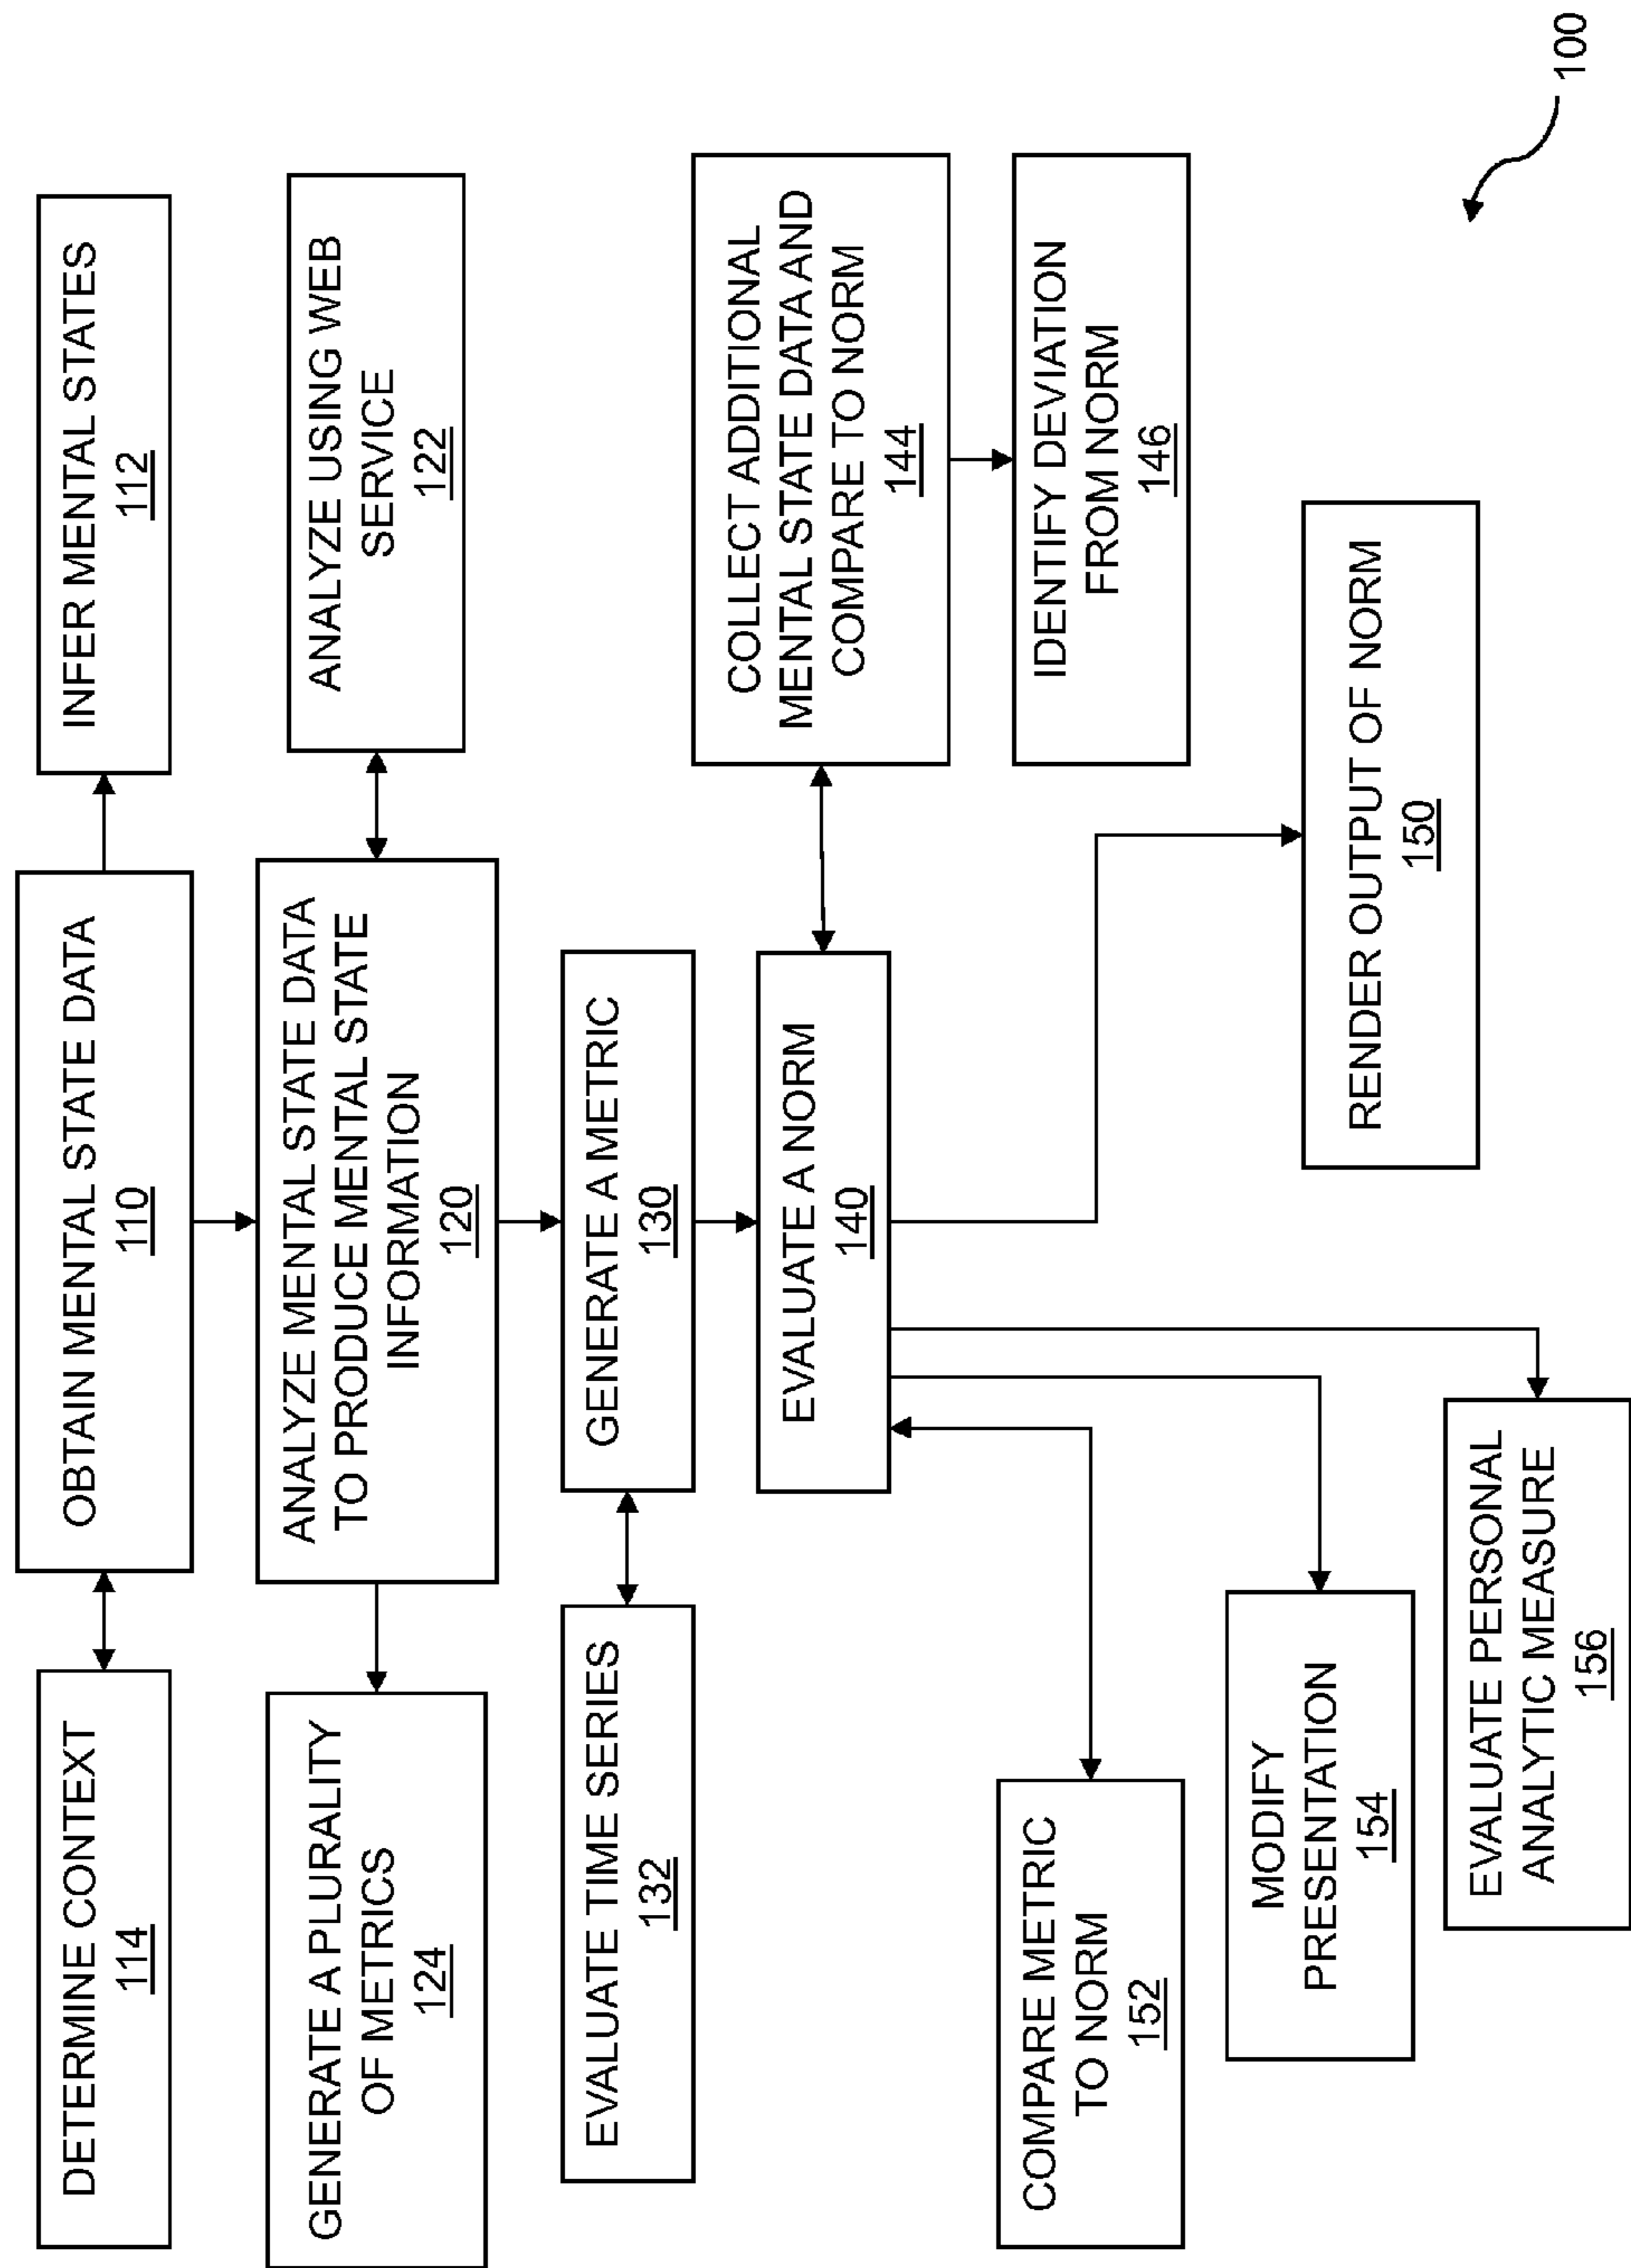 DETERMINE CONTEXT
114
OBTAIN MENTAL STATE DATA
110
INFER MENTAL STATES
112
GENERATE A PLURALITY
OF METRICS
124
ANALYZE MENTAL STATE DATA
TO PRODUCE MENTAL STATE
INFORMATION
120
ANALYZE USING WEB
SERVICE
122
EVALUATE TIME SERIES
132
GENERATE A METRIC
130
EVALUATE A NORM
140
COLLECT ADDITIONAL
MENTAL STATE DATA AND
COMPARE TO NORM
144
IDENTIFY DEVIATION
FROM NORM
146
COMPARE METRIC
TO NORM
152
MODIFY
PRESENTATION
154
EVALUATE PERSONAL
ANALYTIC MEASURE
156
RENDER OUTPUT OF NORM
150
100